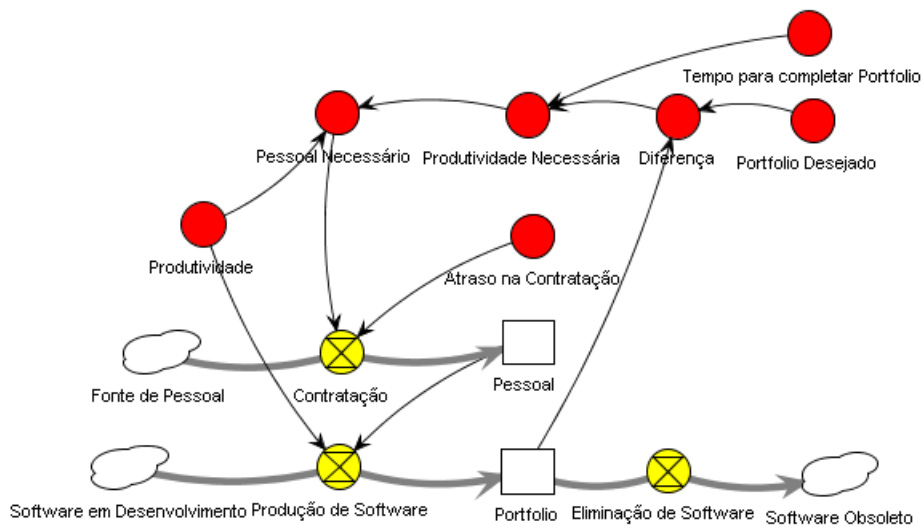 Tempo para completar Portfolio
Pessoal Necessário
Produtividade Necessária
Diferença
Portfolio Desejado
Produtividade
Atraso na Contratação
Fonte de Pessoal
Contratação
Pessoal
Software em Desenvolvimento
Produção de Software
Portfolio
Eliminação de Software
Software Obsoleto